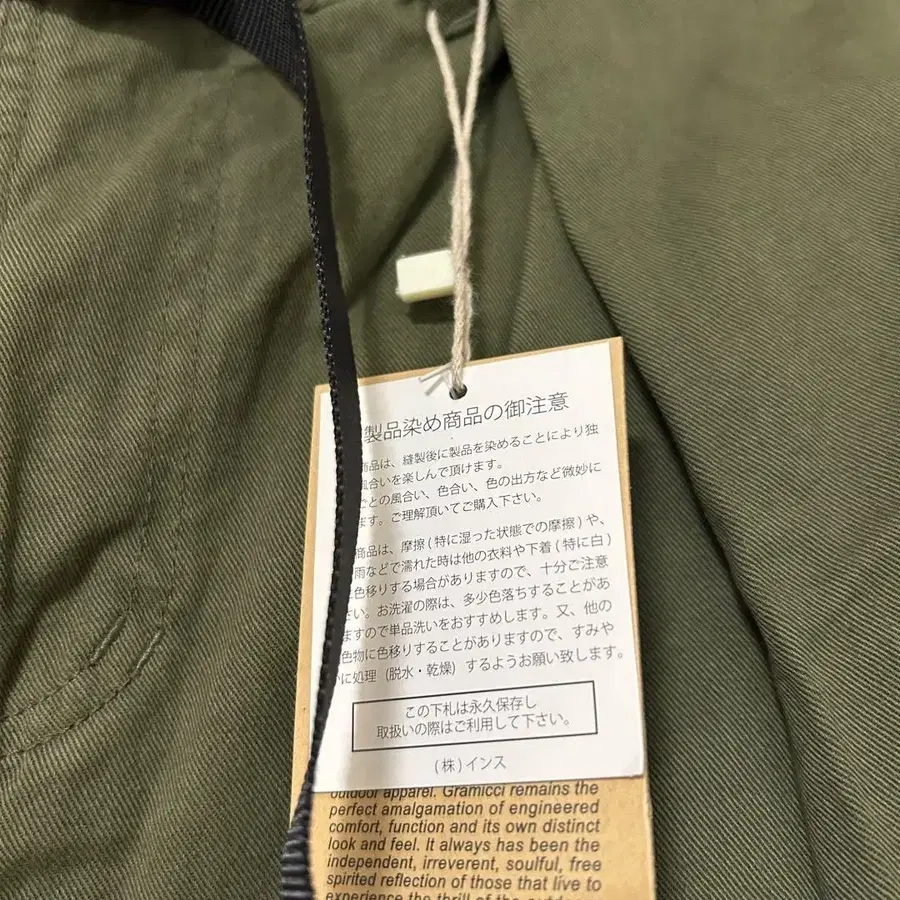 製品染め商品の御注意
商品は、縫製後に製品を染めることにより独
風合いを楽しんで頂けます。
ごとの風合い、色合い、色の出方など微妙に
ます。ご理解頂いてご購入下さい。
商品は、摩擦(特に湿った状態での摩擦)や、
雨などで濡れた時は他の衣料や下着(特に白)
色移りする場合がありますので、十分ご注意
さい。お洗濯の際は、多少色落ちすることがあ
ますので単品洗いをおすすめします。又、他の
色物に色移りすることがありますので、すみや
かに処理(脱水・乾燥)するようお願い致します。
この下札は永久保存し
取扱いの際はご利用して下さい。
(株)インス
outdoor apparel. Gramicci remains the
perfect amalgamation of engineered
comfort, function and its own distinct
look and feel. It always has been the
independent, irreverent, soulful, free
spirited reflection of those that live to
experience the thrill of the